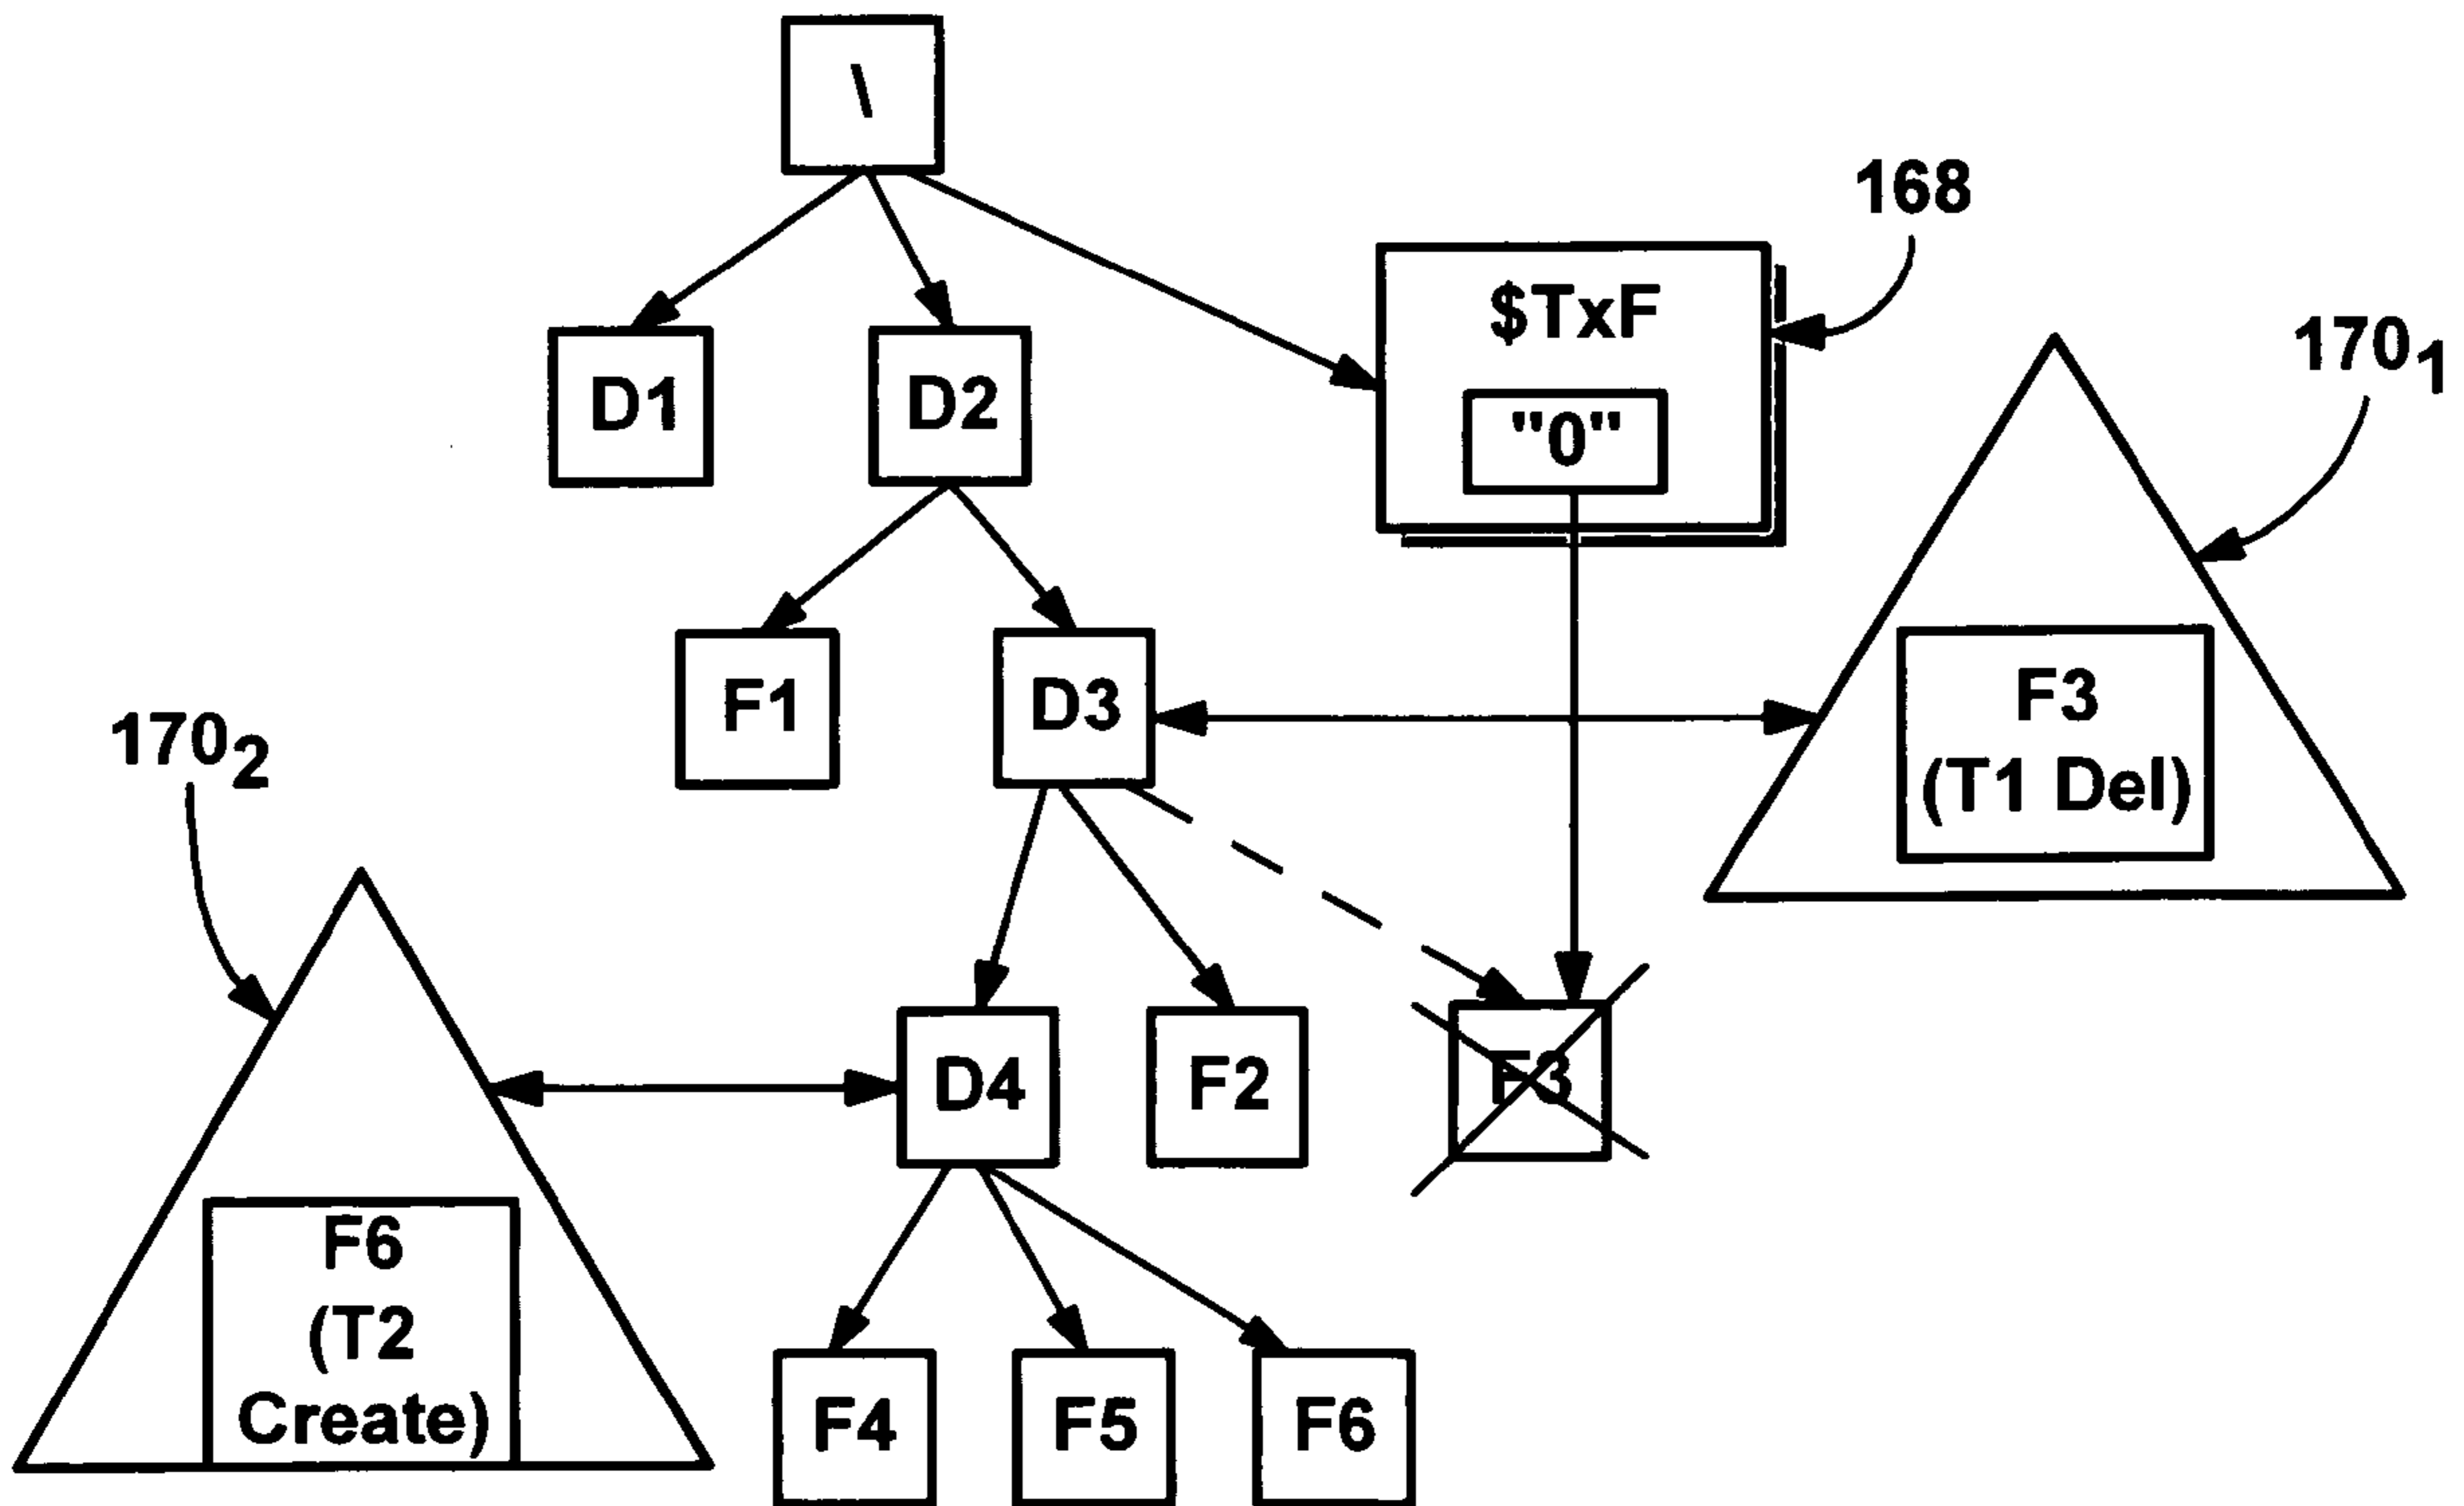 \
168
$TxF
170₁
D1
D2
"0"
F1
D3
F3
(T1 Del)
170₂
D4
F2
F3
F6
(T2
Create)
F4
F5
F6